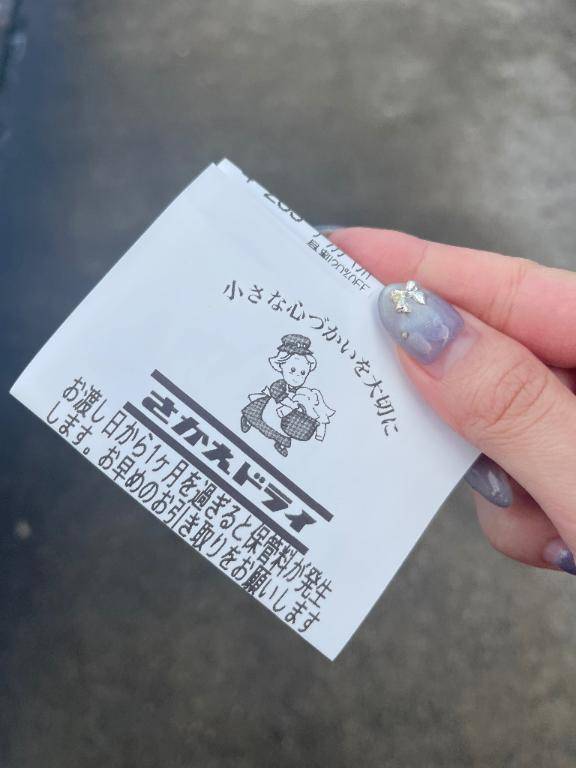 小さな心づかいを大切に
さかえドライ
お渡し日から1ヶ月を過ぎると保管料が発生
します。お早めのお引き取りをお願いします